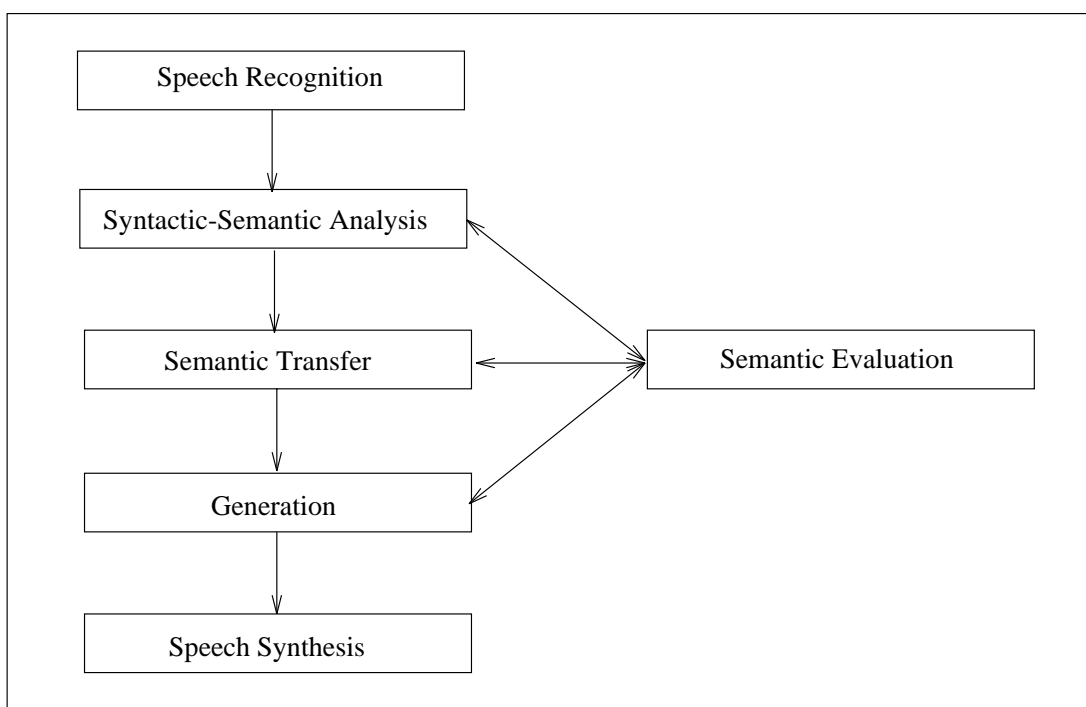 Speech Recognition
Syntactic-Semantic Analysis
Semantic Transfer
Semantic Evaluation
Generation
Speech Synthesis